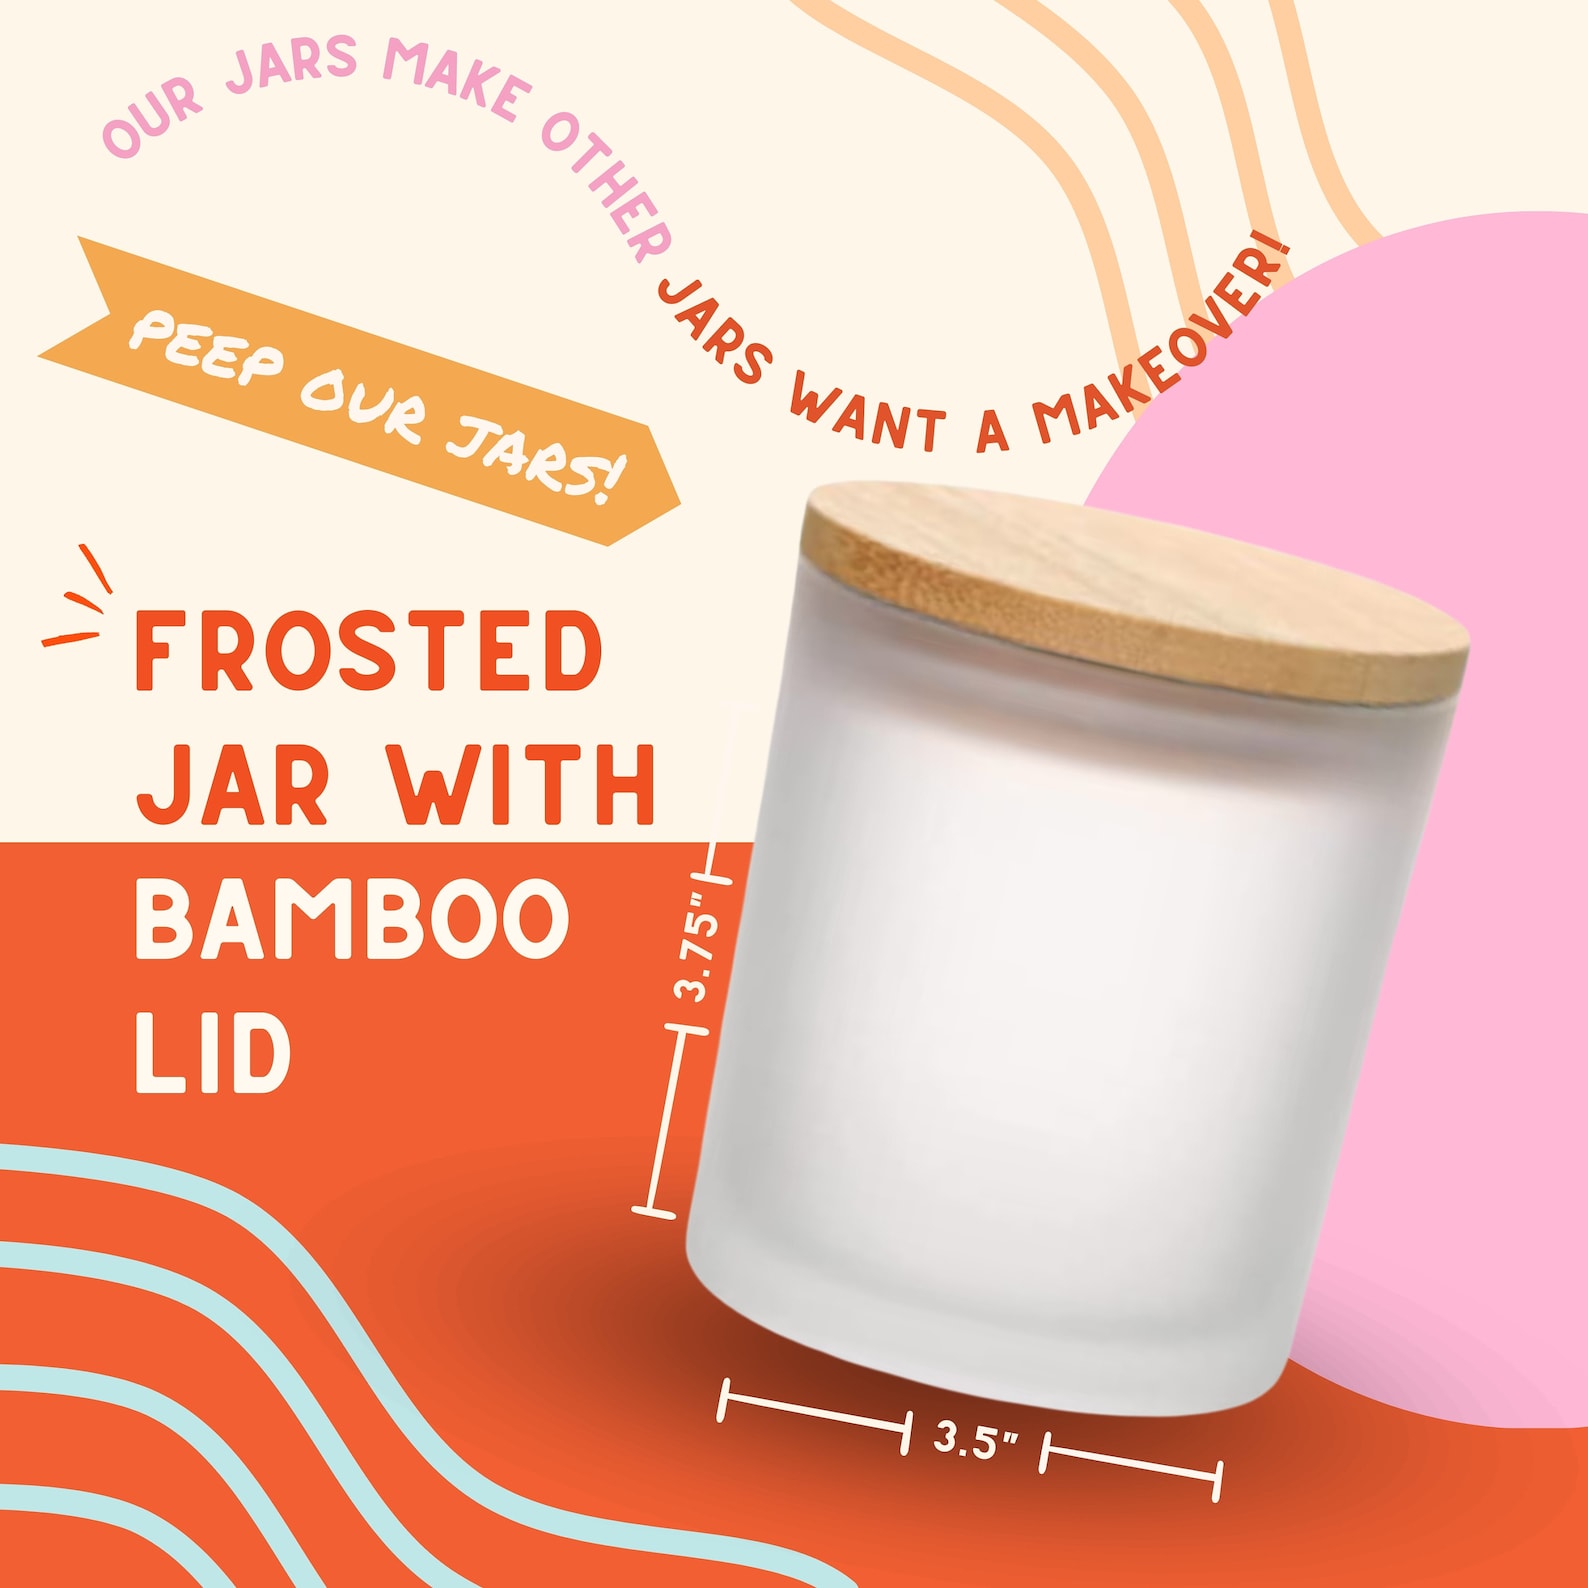 OUR JARS MAKE OTHER JARS WANT A MAKEOVER!
PEEP OUR JARS!
FROSTED
JAR WITH
BAMBOO
LID
3.75"
3.5"